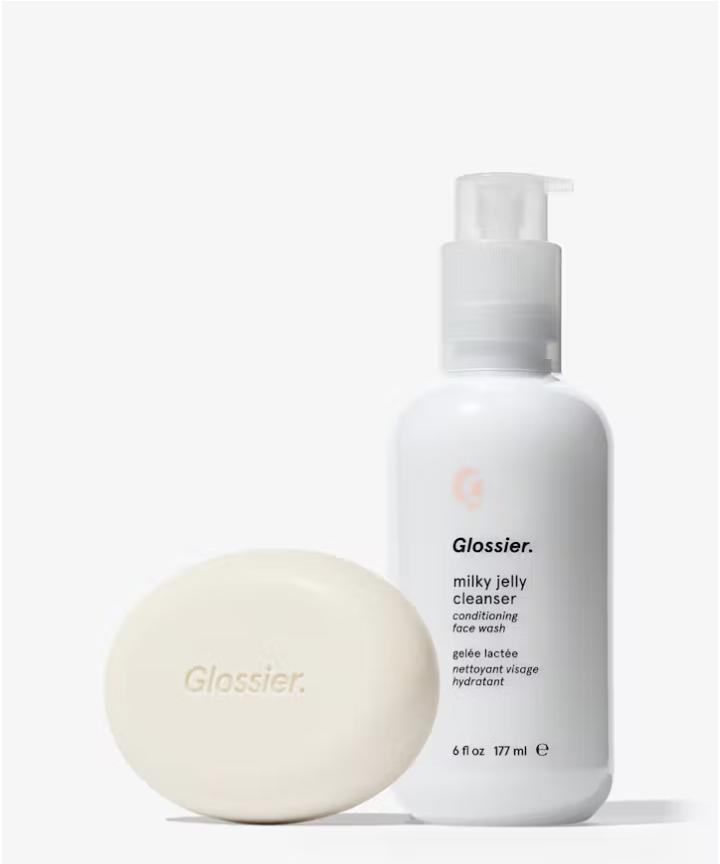 Glossier.
milky jelly
cleanser
conditioning
face wash
gelée lactée
nettoyant visage
hydratant
6 fl oz 177 ml ℮
Glossier.